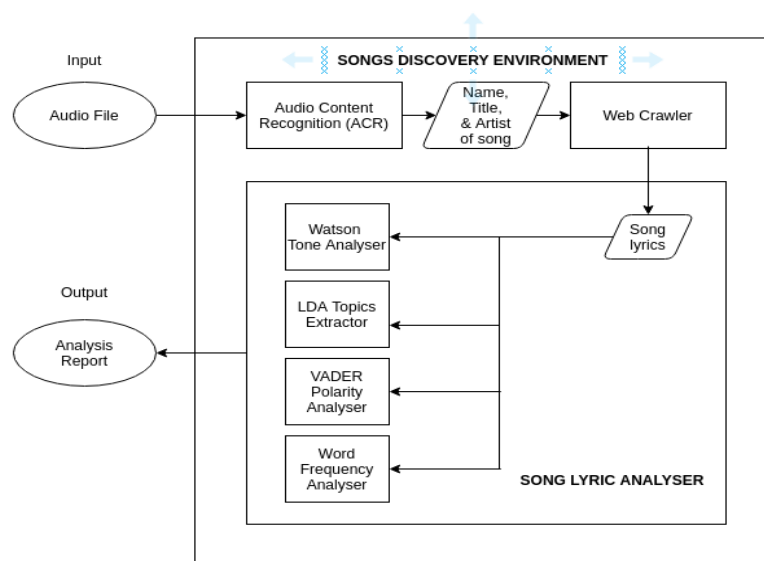 Input
SONGS DISCOVERY ENVIRONMENT
Audio File
Audio Content
Recognition (ACR)
Name,
Title,
& Artist
of song
Web Crawler
Watson
Tone Analyser
Song
lyrics
Output
LDA Topics
Extractor
Analysis
Report
VADER
Polarity
Analyser
Word
Frequency
Analyser
SONG LYRIC ANALYSER